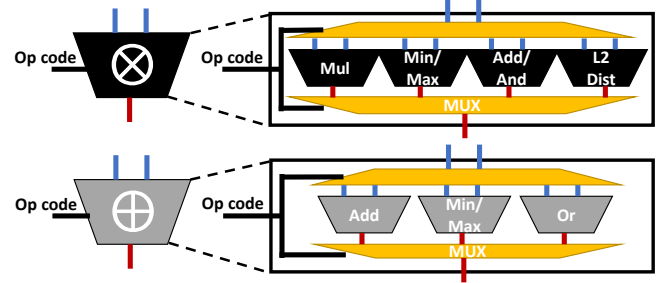 Op code
Op code
Mul
Min/
Max
Add/
And
L2
Dist
MUX
Op code
Op code
Add
Min/
Max
Or
MUX